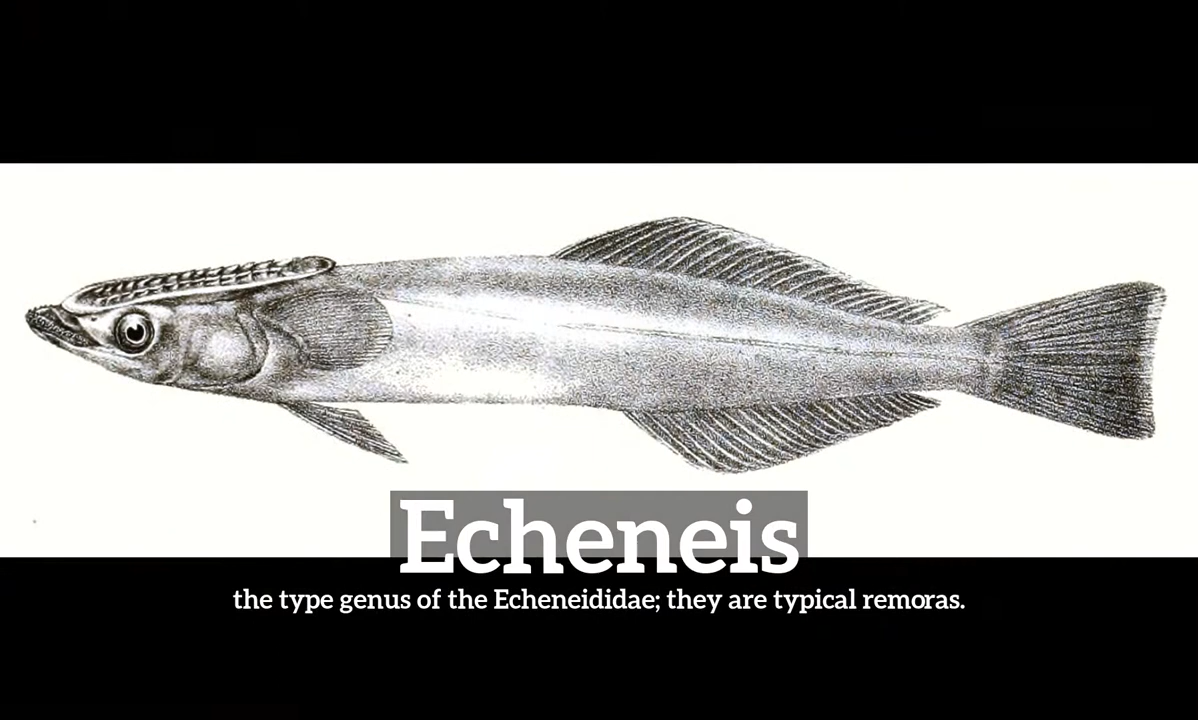 Echeneis
the type genus of the Echeneididae; they are typical remoras.